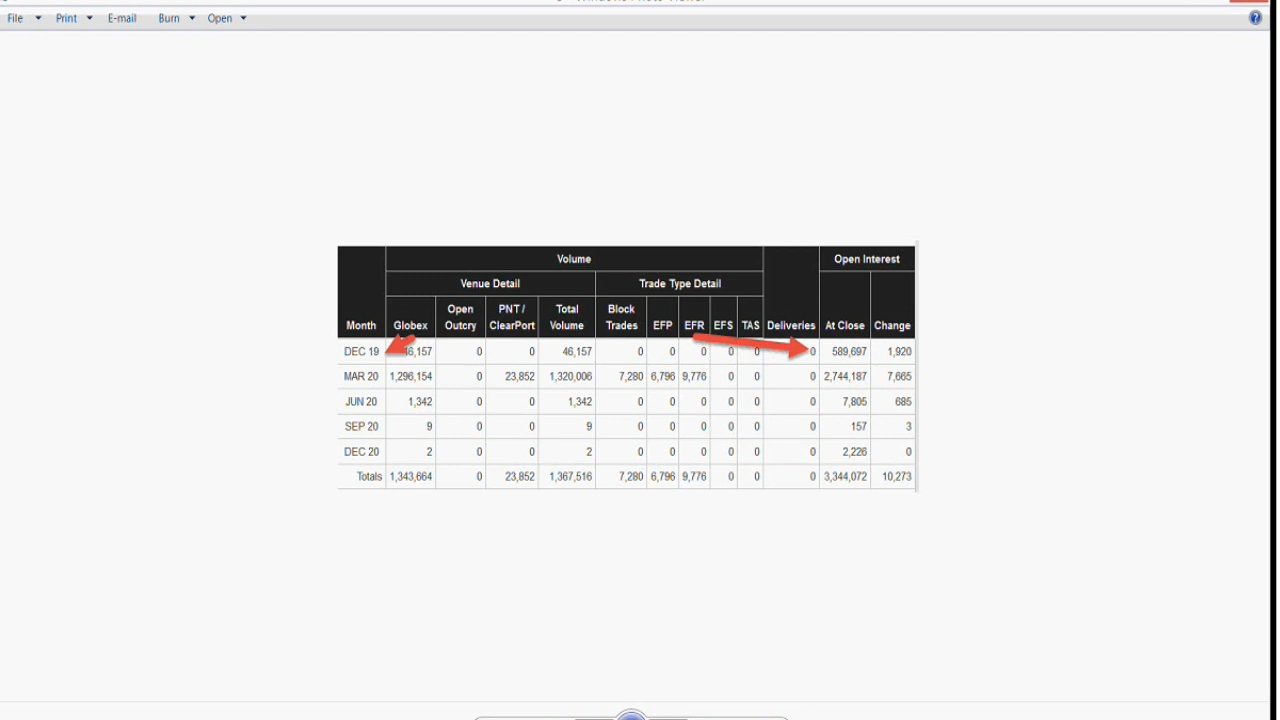 File Print E-mail Burn Open
Volume Open Interest
Venue Detail Trade Type Detail
Month Globex Open Outcry PNT / ClearPort Total Volume Block Trades EFP EFR EFS TAS Deliveries At Close Change
DEC 19 46,157 0 0 46,157 0 0 0 0 0 0 589,697 1,920
MAR 20 1,296,154 0 23,852 1,320,006 7,280 6,796 9,776 0 0 0 2,744,187 7,665
JUN 20 1,342 0 0 1,342 0 0 0 0 0 0 7,805 685
SEP 20 9 0 0 9 0 0 0 0 0 0 157 3
DEC 20 2 0 0 2 0 0 0 0 0 0 2,226 0
Totals 1,343,664 0 23,852 1,367,516 7,280 6,796 9,776 0 0 0 3,344,072 10,273